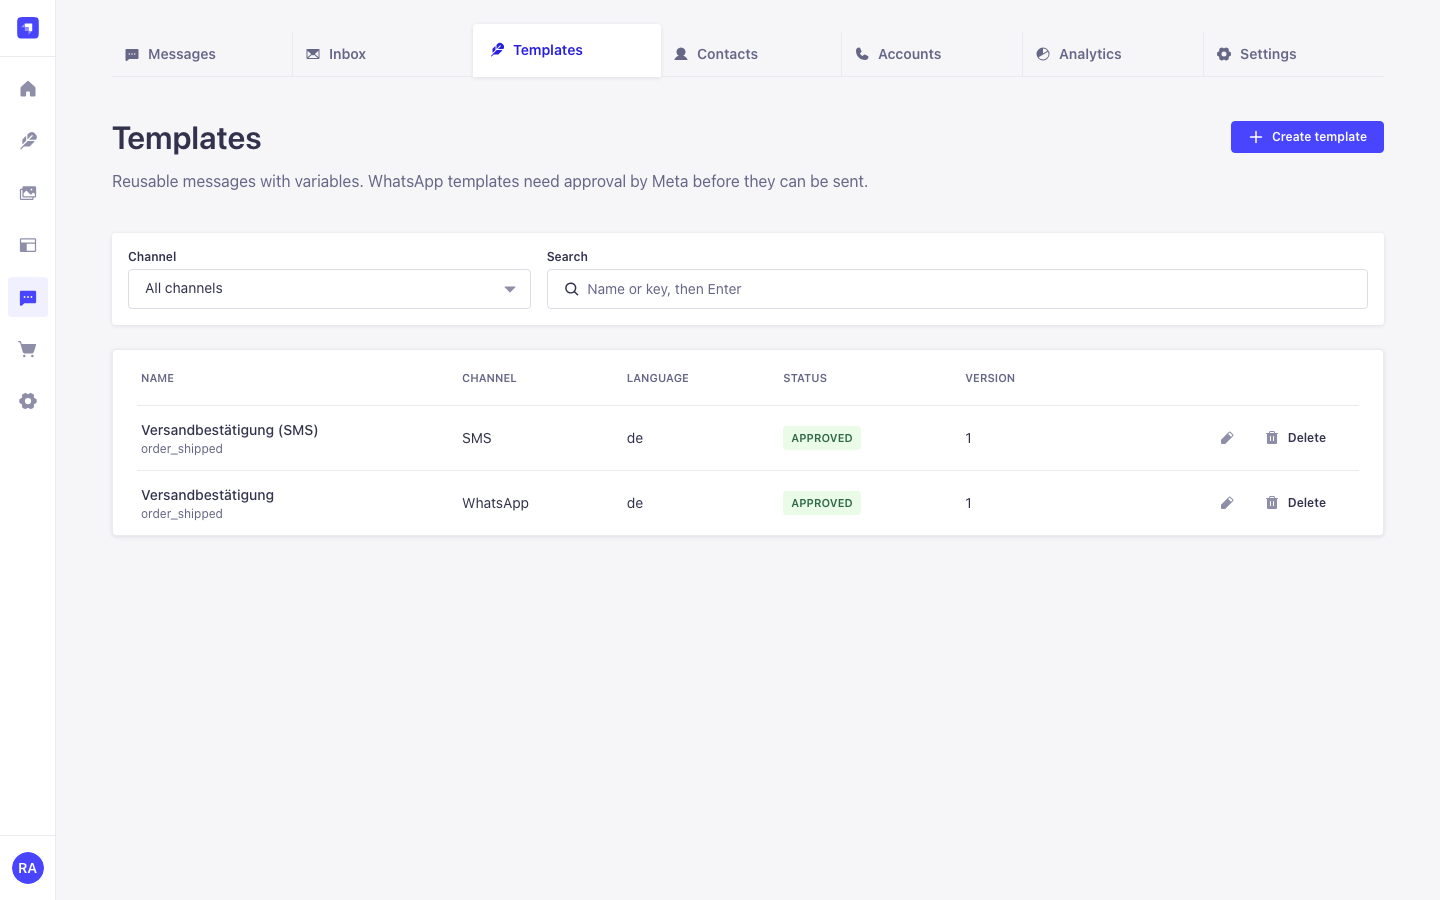 Messages
Inbox
Templates
Contacts
Accounts
Analytics
Settings
Templates
Create template
Reusable messages with variables. WhatsApp templates need approval by Meta before they can be sent.
Channel
Search
All channels
Name or key, then Enter
NAME CHANNEL LANGUAGE STATUS VERSION
Versandbestätigung (SMS)
order_shipped
SMS de APPROVED 1 Delete
Versandbestätigung
order_shipped
WhatsApp de APPROVED 1 Delete
RA